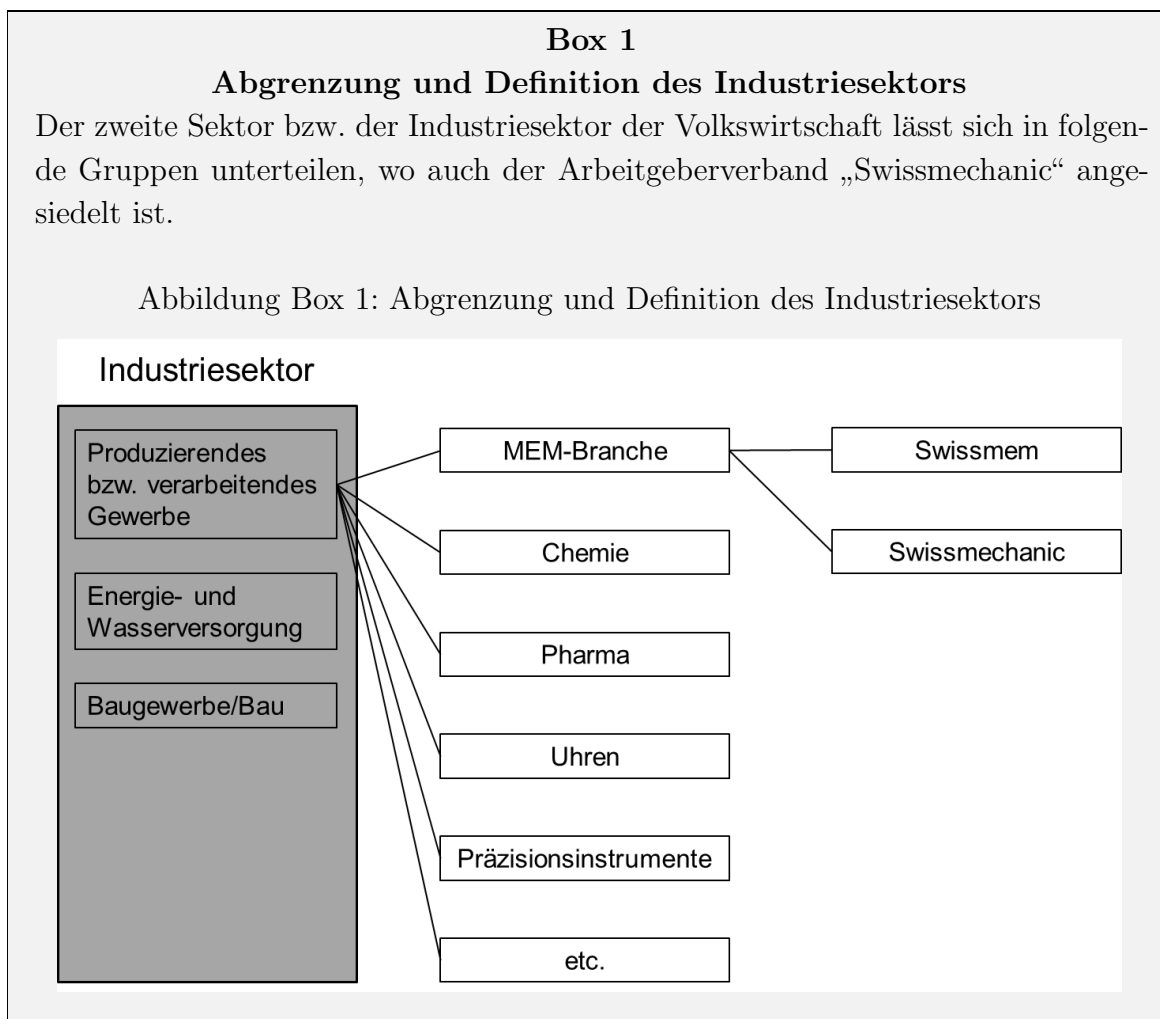 Box 1
Abgrenzung und Definition des Industriesektors
Der zweite Sektor bzw. der Industriesektor der Volkswirtschaft lässt sich in folgen-
de Gruppen unterteilen, wo auch der Arbeitgeberverband „Swissmechanic“ ange-
siedelt ist.
Abbildung Box 1: Abgrenzung und Definition des Industriesektors
Industriesektor
Produzierendes
bzw. verarbeitendes
Gewerbe
Energie- und
Wasserversorgung
Baugewerbe/Bau
MEM-Branche
Chemie
Pharma
Uhren
Präzisionsinstrumente
etc.
Swissmem
Swissmechanic